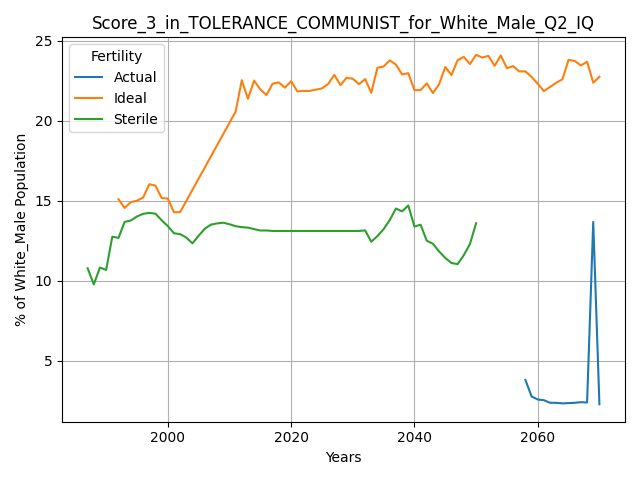 Score_3_in_TOLERANCE_COMMUNIST_for_White_Male_Q2_IQ
% of White_Male Population
25
20
15
10
5
Fertility
Actual
Ideal
Sterile
2000
2020
2040
2060
Years